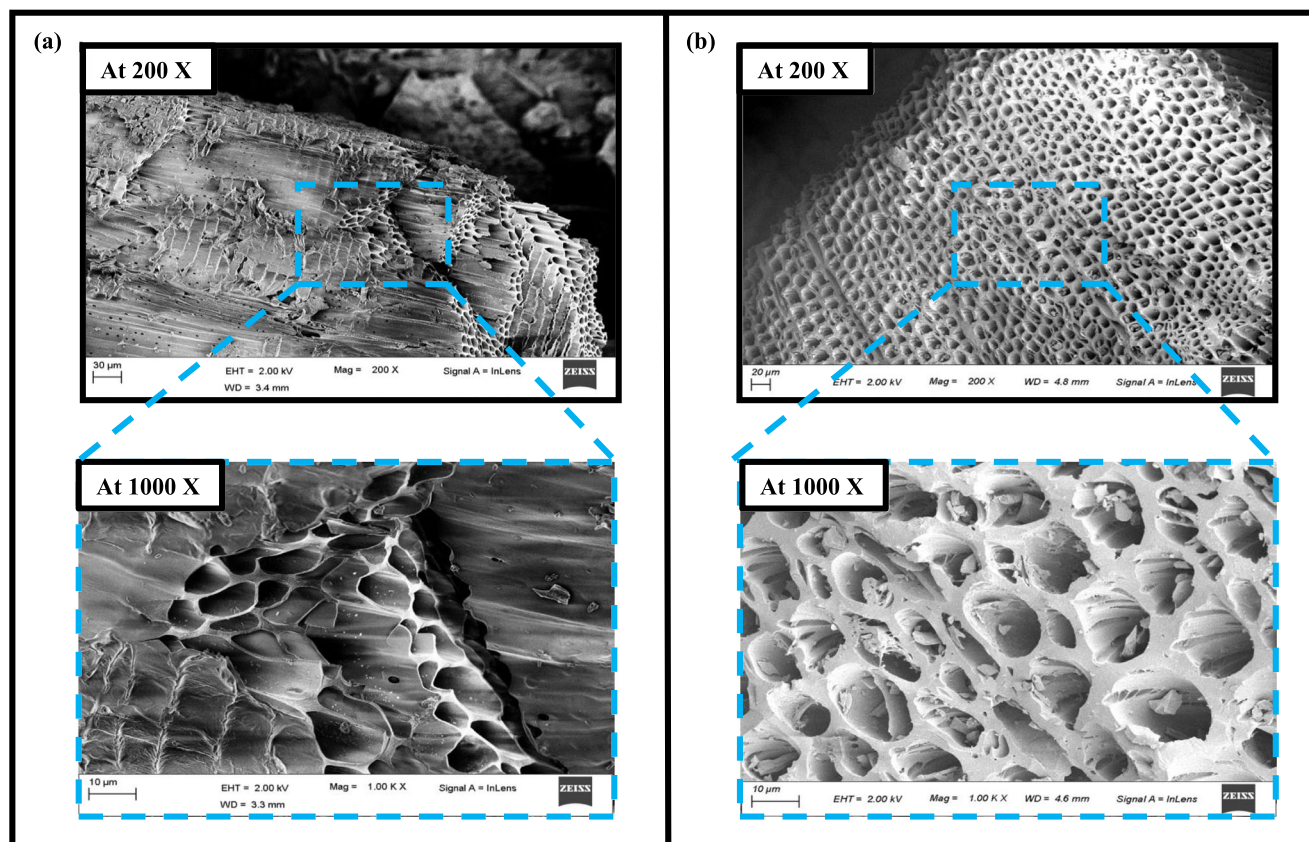 (a)
At 200 X
30 µm
EHT = 2.00 kV Mag = 200 X Signal A = InLens
WD = 3.4 mm
ZEISS
At 1000 X
10 µm
EHT = 2.00 kV Mag = 1.00 K X Signal A = InLens
WD = 3.3 mm
ZEISS
(b)
At 200 X
20 µm
EHT = 2.00 kV Mag = 200 X WD = 4.8 mm Signal A = InLens
ZEISS
At 1000 X
10 µm
EHT = 2.00 kV Mag = 1.00 K X WD = 4.6 mm Signal A = InLens
ZEISS